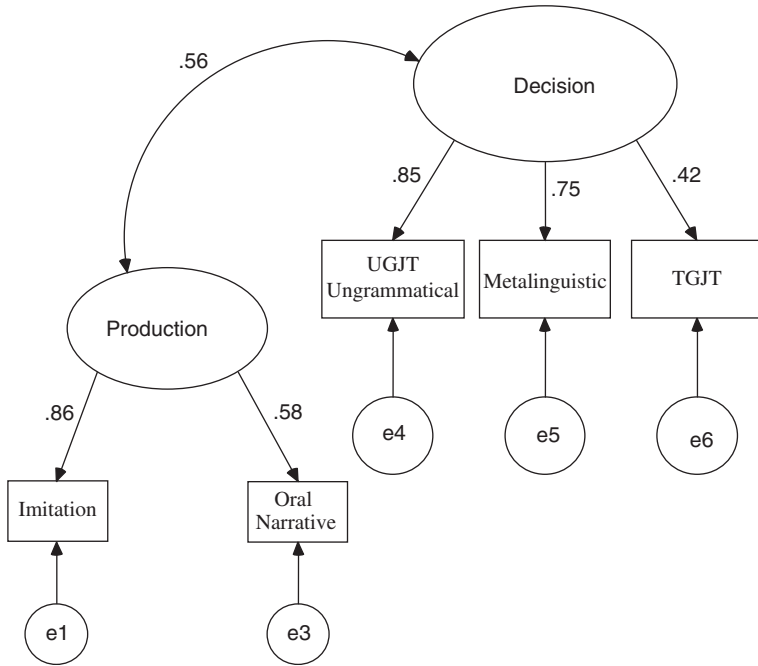 .56
Decision
.85
.75
.42
UGJT
Ungrammatical
Metalinguistic
TGJT
Production
.86
.58
e4
e5
e6
Imitation
Oral
Narrative
e1
e3